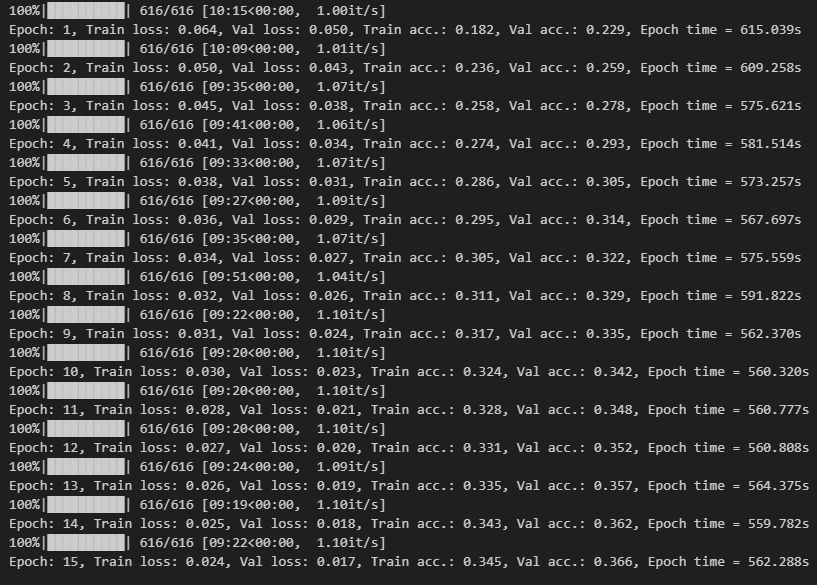 100%|██████████| 616/616 [10:15<00:00,  1.00it/s]
Epoch: 1, Train loss: 0.064, Val loss: 0.050, Train acc.: 0.182, Val acc.: 0.229, Epoch time = 615.039s
100%|██████████| 616/616 [10:09<00:00,  1.01it/s]
Epoch: 2, Train loss: 0.050, Val loss: 0.043, Train acc.: 0.236, Val acc.: 0.259, Epoch time = 609.258s
100%|██████████| 616/616 [09:35<00:00,  1.07it/s]
Epoch: 3, Train loss: 0.045, Val loss: 0.038, Train acc.: 0.258, Val acc.: 0.278, Epoch time = 575.621s
100%|██████████| 616/616 [09:41<00:00,  1.06it/s]
Epoch: 4, Train loss: 0.041, Val loss: 0.034, Train acc.: 0.274, Val acc.: 0.293, Epoch time = 581.514s
100%|██████████| 616/616 [09:33<00:00,  1.07it/s]
Epoch: 5, Train loss: 0.038, Val loss: 0.031, Train acc.: 0.286, Val acc.: 0.305, Epoch time = 573.257s
100%|██████████| 616/616 [09:27<00:00,  1.09it/s]
Epoch: 6, Train loss: 0.036, Val loss: 0.029, Train acc.: 0.295, Val acc.: 0.314, Epoch time = 567.697s
100%|██████████| 616/616 [09:35<00:00,  1.07it/s]
Epoch: 7, Train loss: 0.034, Val loss: 0.027, Train acc.: 0.305, Val acc.: 0.322, Epoch time = 575.559s
100%|██████████| 616/616 [09:51<00:00,  1.04it/s]
Epoch: 8, Train loss: 0.032, Val loss: 0.026, Train acc.: 0.311, Val acc.: 0.329, Epoch time = 591.822s
100%|██████████| 616/616 [09:22<00:00,  1.10it/s]
Epoch: 9, Train loss: 0.031, Val loss: 0.024, Train acc.: 0.317, Val acc.: 0.335, Epoch time = 562.370s
100%|██████████| 616/616 [09:20<00:00,  1.10it/s]
Epoch: 10, Train loss: 0.030, Val loss: 0.023, Train acc.: 0.324, Val acc.: 0.342, Epoch time = 560.320s
100%|██████████| 616/616 [09:20<00:00,  1.10it/s]
Epoch: 11, Train loss: 0.028, Val loss: 0.021, Train acc.: 0.328, Val acc.: 0.348, Epoch time = 560.777s
100%|██████████| 616/616 [09:20<00:00,  1.10it/s]
Epoch: 12, Train loss: 0.027, Val loss: 0.020, Train acc.: 0.331, Val acc.: 0.352, Epoch time = 560.808s
100%|██████████| 616/616 [09:24<00:00,  1.09it/s]
Epoch: 13, Train loss: 0.026, Val loss: 0.019, Train acc.: 0.335, Val acc.: 0.357, Epoch time = 564.375s
100%|██████████| 616/616 [09:19<00:00,  1.10it/s]
Epoch: 14, Train loss: 0.025, Val loss: 0.018, Train acc.: 0.343, Val acc.: 0.362, Epoch time = 559.782s
100%|██████████| 616/616 [09:22<00:00,  1.10it/s]
Epoch: 15, Train loss: 0.024, Val loss: 0.017, Train acc.: 0.345, Val acc.: 0.366, Epoch time = 562.288s